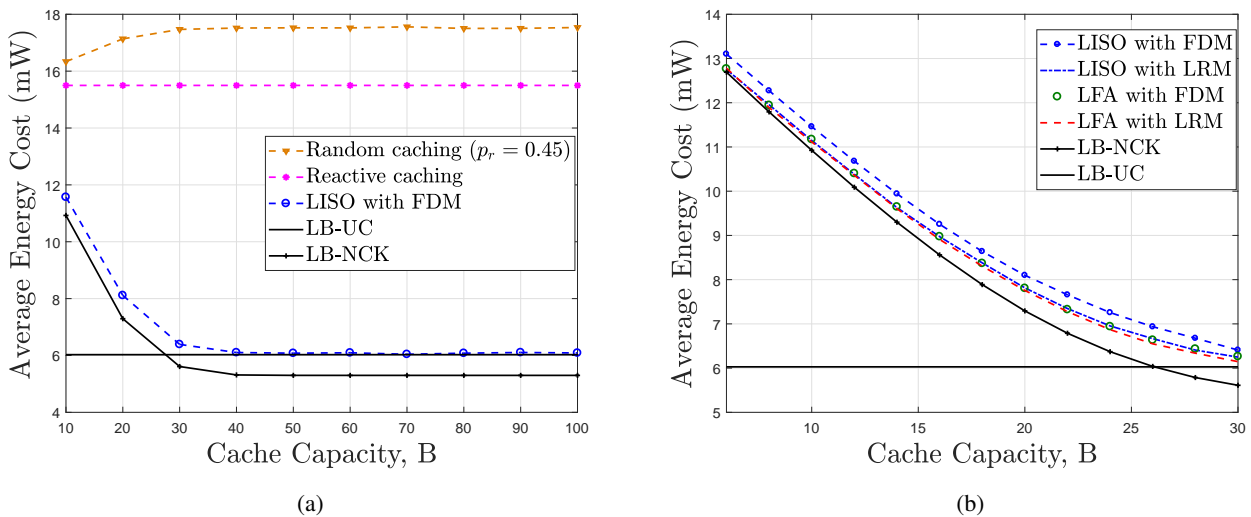 18
16
14
12
10
8
6
4
Average Energy Cost (mW)
Random caching (p_r = 0.45)
Reactive caching
LISO with FDM
LB-UC
LB-NCK
10 20 30 40 50 60 70 80 90 100
Cache Capacity, B
(a)
14
13
12
11
10
9
8
7
6
5
Average Energy Cost (mW)
LISO with FDM
LISO with LRM
LFA with FDM
LFA with LRM
LB-NCK
LB-UC
10 15 20 25 30
Cache Capacity, B
(b)